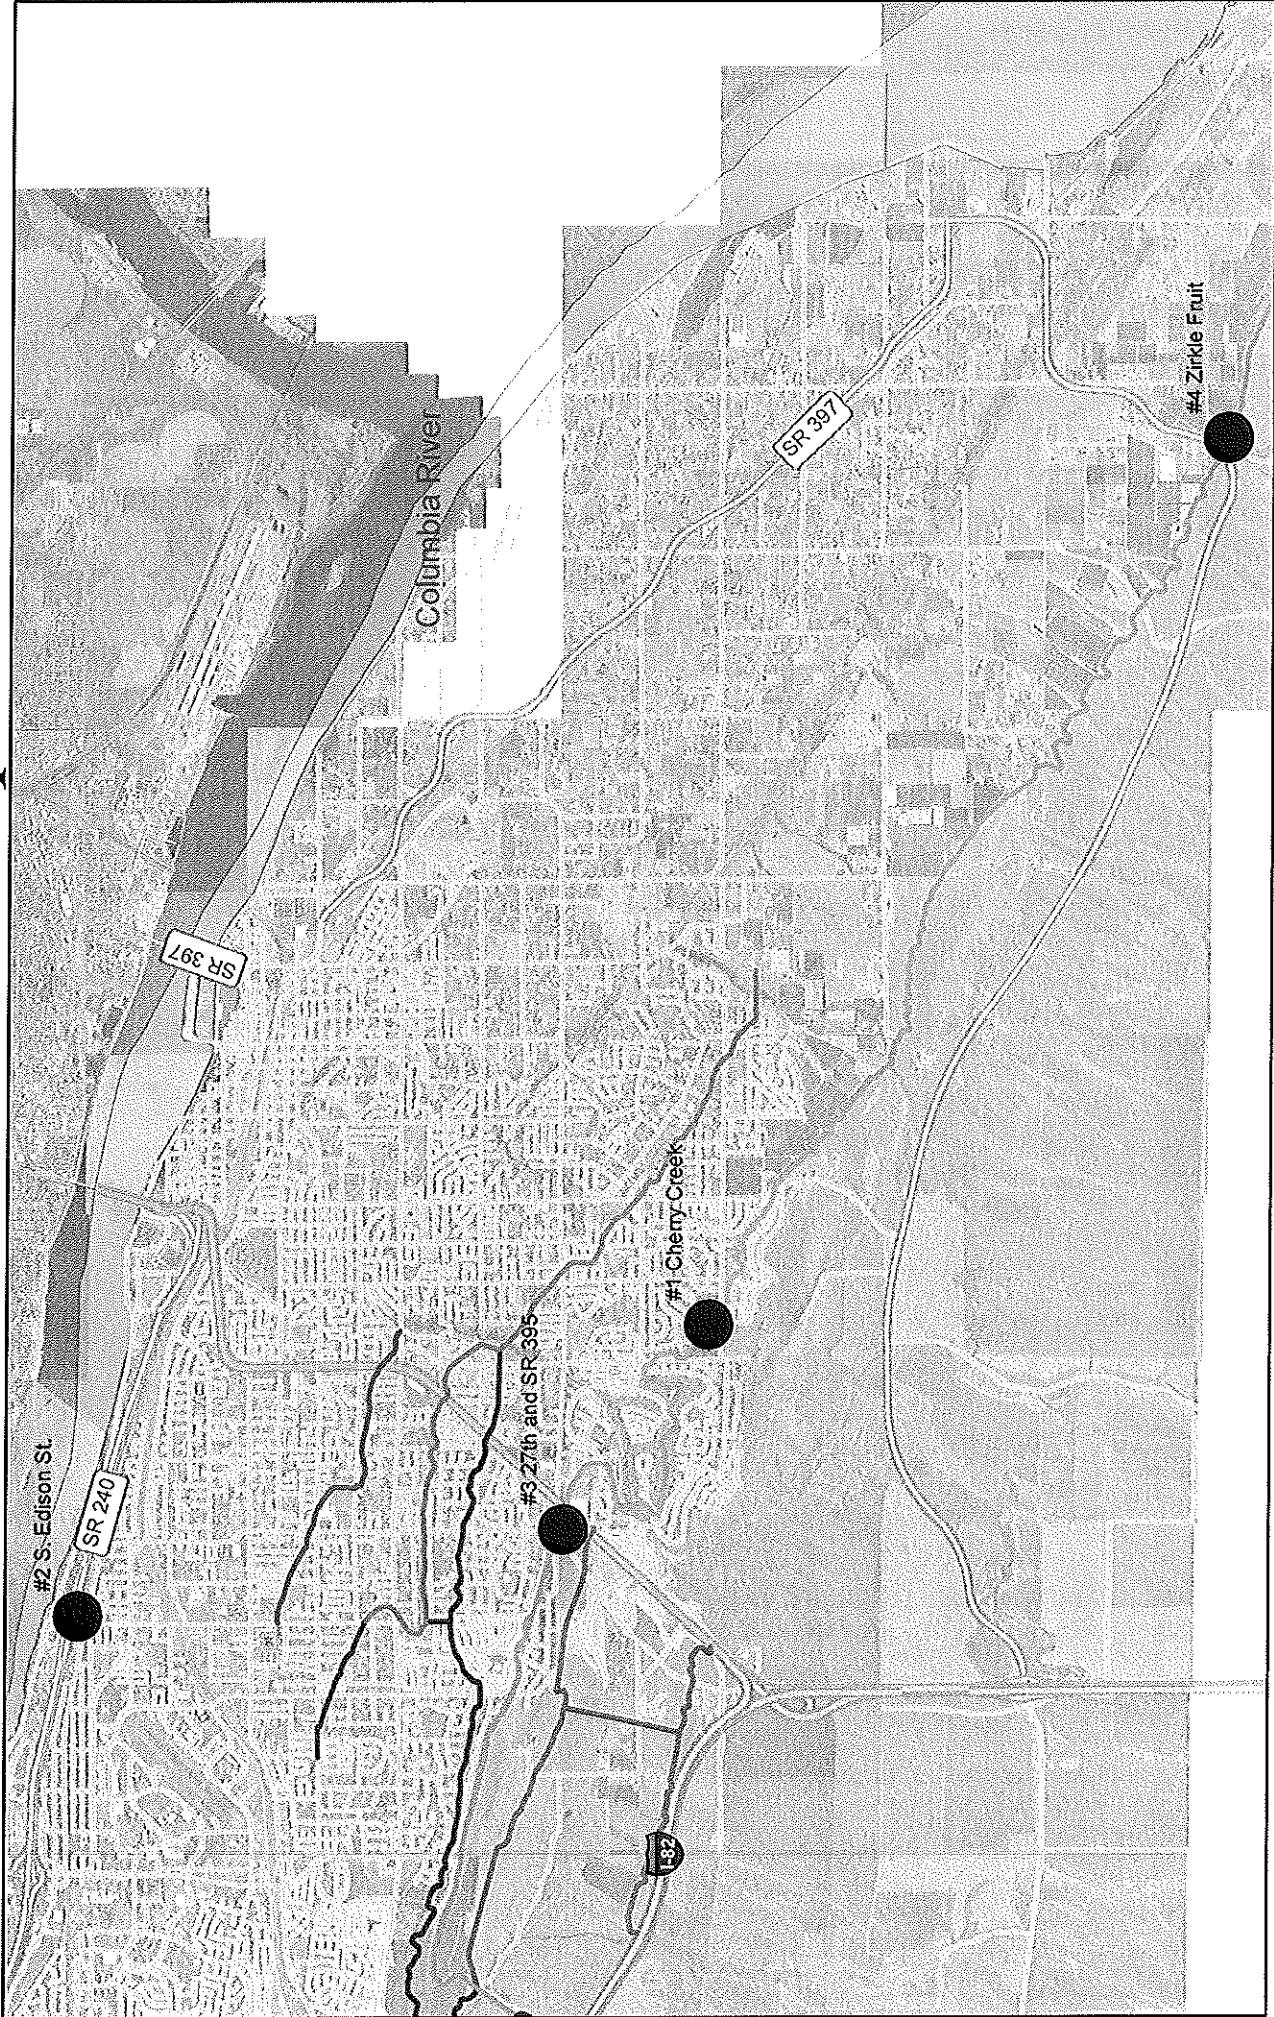 #2 S. Edison St.
SR 240
#3 27th and SR 395
I-82
#1 Cherry Creek
SR 397
Columbia River
SR 397
#4 Zirkle Fruit